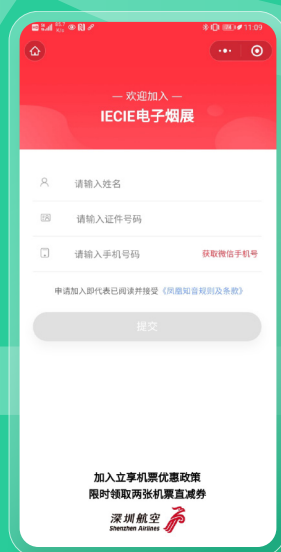 11:09
— 欢迎加入 —
IECIE电子烟展
请输入姓名
请输入证件号码
请输入手机号码 获取微信手机号
申请加入即代表已阅读并接受《凤凰知音规则及条款》
提交
加入立享机票优惠政策
限时领取两张机票直减券
深圳航空
Shenzhen Airlines